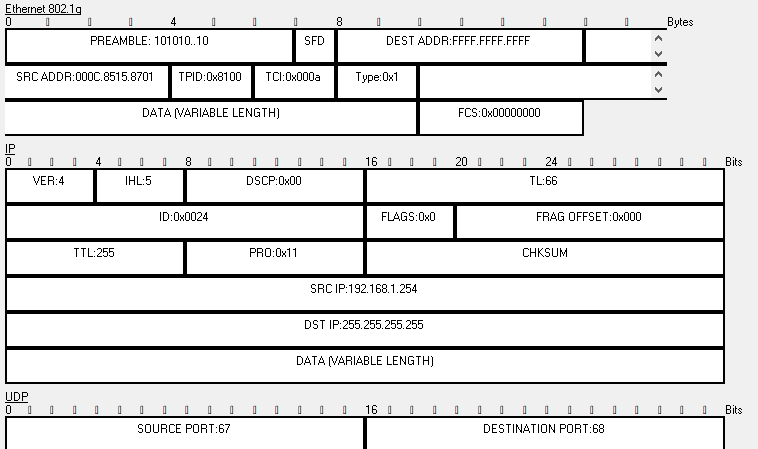 Ethernet 802.1q
0 4 8 Bytes
PREAMBLE: 101010..10 SFD DEST ADDR:FFFF.FFFF.FFFF
SRC ADDR:000C.8515.8701 TPID:0x8100 TCI:0x000a Type:0x1
DATA (VARIABLE LENGTH) FCS:0x00000000
IP
0 4 8 16 20 24 Bits
VER:4 IHL:5 DSCP:0x00 TL:66
ID:0x0024 FLAGS:0x0 FRAG OFFSET:0x000
TTL:255 PRO:0x11 CHKSUM
SRC IP:192.168.1.254
DST IP:255.255.255.255
DATA (VARIABLE LENGTH)
UDP
0 16 Bits
SOURCE PORT:67 DESTINATION PORT:68